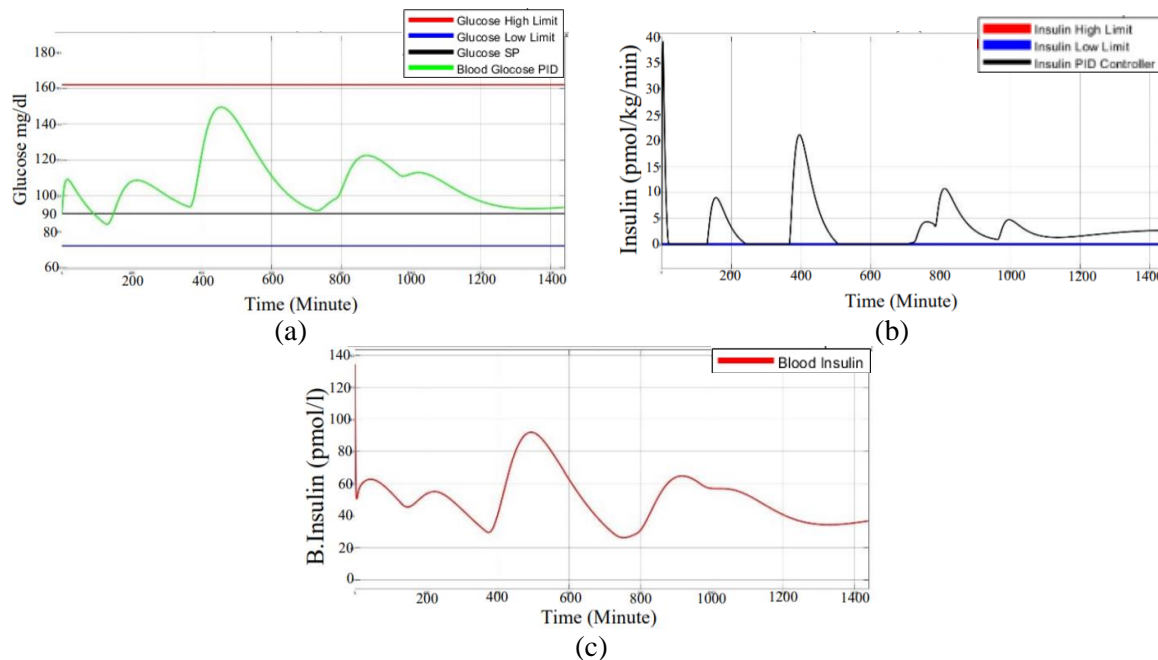 Glucose High Limit
Glucose Low Limit
Glucose SP
Blood Glocose PID
Glucose mg/dl
180
160
140
120
100
90
80
60
200
400
600
800
1000
1200
1400
Time (Minute)
(a)
Insulin High Limit
Insulin Low Limit
Insulin PID Controller
Insulin (pmol/kg/min)
40
35
30
25
20
15
10
5
0
200
400
600
800
1000
1200
1400
Time (Minute)
(b)
Blood Insulin
B.Insulin (pmol/l)
140
120
100
80
60
40
20
0
200
400
600
800
1000
1200
1400
Time (Minute)
(c)